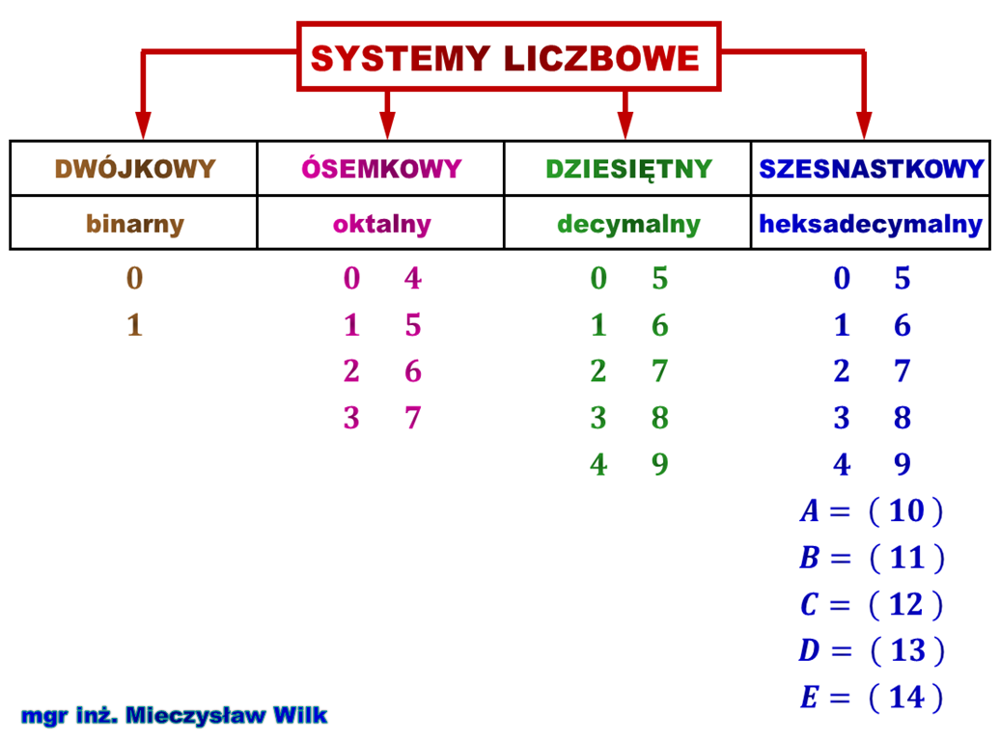 SYSTEMY LICZBOWE
DWÓJKOWY ÓSEMKOWY DZIESIĘTNY SZESNASTKOWY
binarny oktalny decymalny heksadecymalny
0 0 4 0 5 0 5
1 1 5 1 6 1 6
2 6 2 7 2 7
3 7 3 8 3 8
4 9 4 9
A = ( 10 )
B = ( 11 )
C = ( 12 )
D = ( 13 )
E = ( 14 )
mgr inż. Mieczysław Wilk